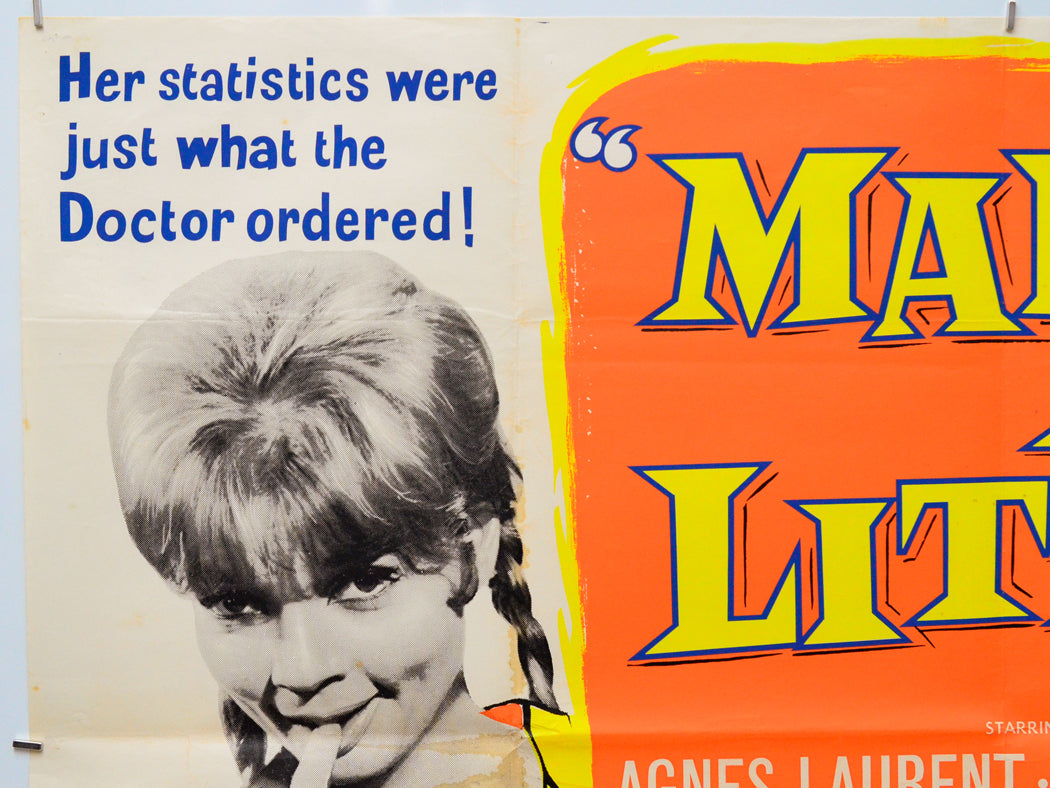 Her statistics were
just what the
Doctor ordered!
“MA
LIT
STARRIN
AGNES LAURENT ·